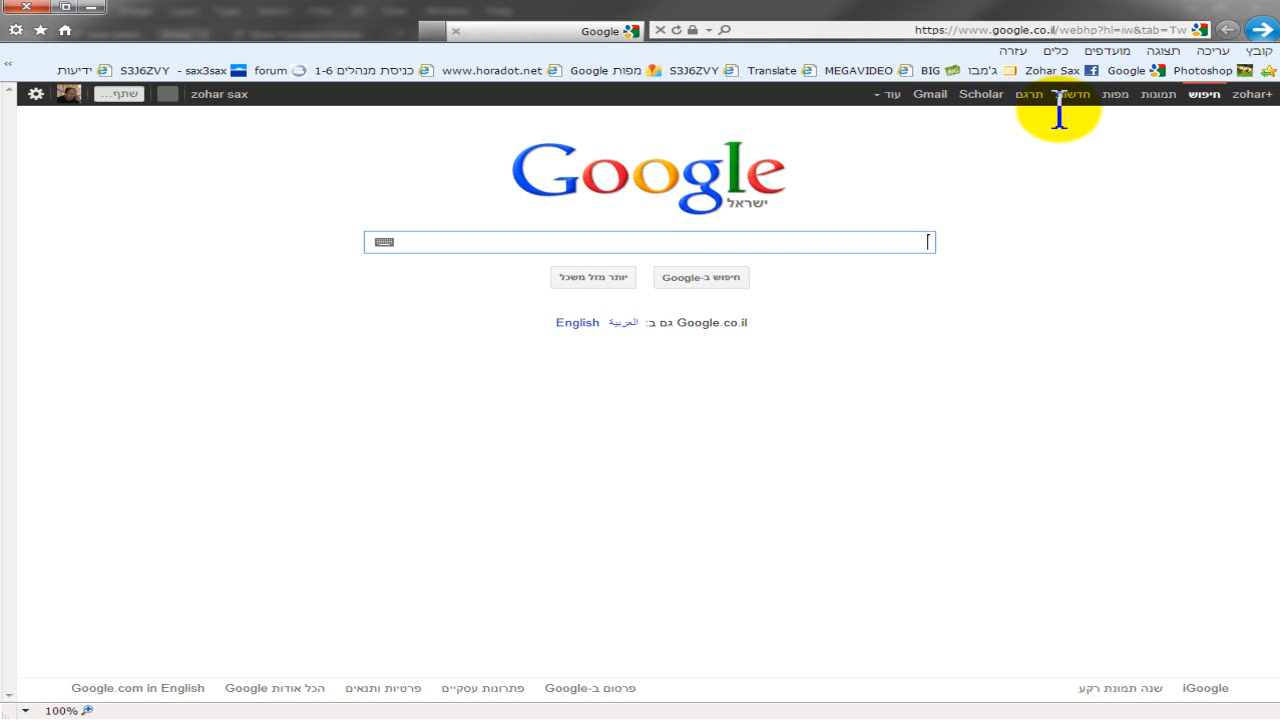 Google
https://www.google.co.il/webhp?hl=iw&tab=Tw
קובץ עריכה תצוגה מועדפים כלים עזרה
Photoshop Google Zohar Sax ג'מבו BIG MEGAVIDEO Translate S3J6ZVY מפות Google www.horadot.net כניסת מנהלים 1-6 forum S3J6ZVY - sax3sax ידיעות
zohar+ חיפוש תמונות מפות חדשות תרגם Scholar Gmail עוד zohar sax שתף...
Google
ישראל
חיפוש ב-Google יותר מזל משכל
Google.co.il גם ב: العربية English
iGoogle שנה תמונת רקע פרסום ב-Google פתרונות עסקיים פרטיות ותנאים הכל אודות Google Google.com in English
100%